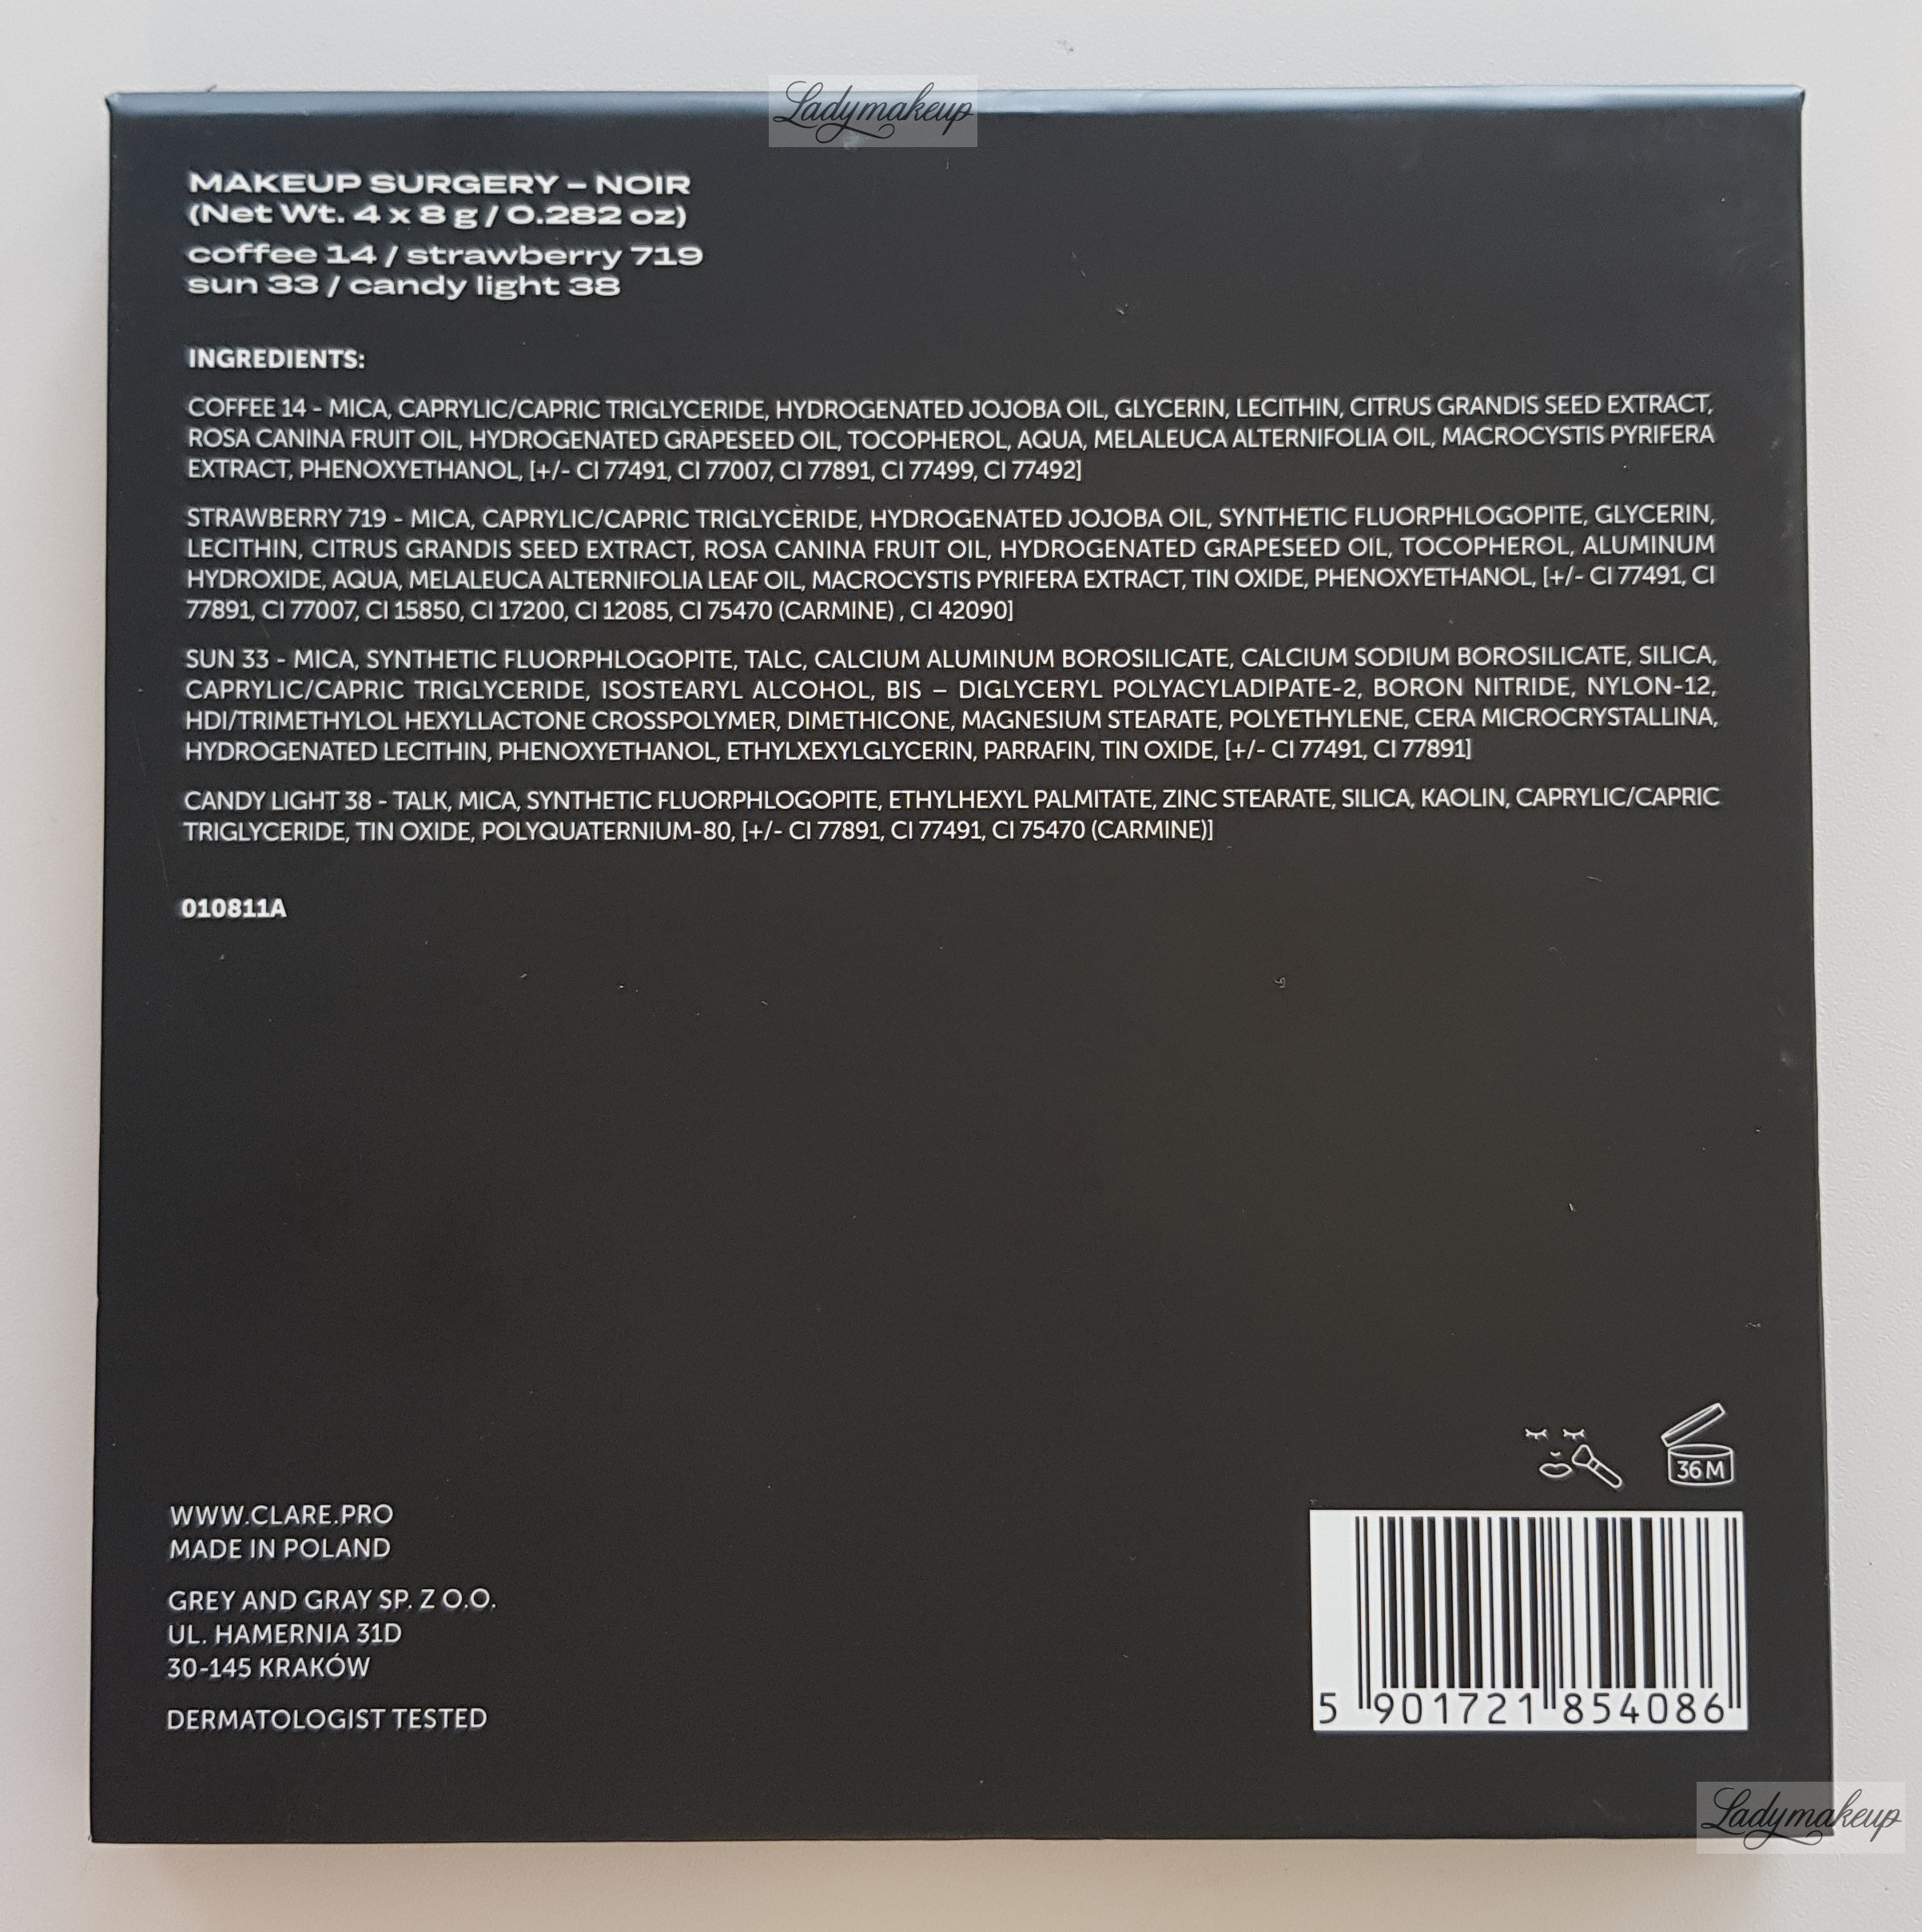 Ladymakeup
MAKEUP SURGERY – NOIR
(Net Wt. 4 x 8 g / 0.282 oz)
coffee 14 / strawberry 719
sun 33 / candy light 38
INGREDIENTS:
COFFEE 14 - MICA, CAPRYLIC/CAPRIC TRIGLYCERIDE, HYDROGENATED JOJOBA OIL, GLYCERIN, LECITHIN, CITRUS GRANDIS SEED EXTRACT,
ROSA CANINA FRUIT OIL, HYDROGENATED GRAPESEED OIL, TOCOPHEROL, AQUA, MELALEUCA ALTERNIFOLIA OIL, MACROCYSTIS PYRIFERA
EXTRACT, PHENOXYETHANOL, [+/- CI 77491, CI 77007, CI 77891, CI 77499, CI 77492]
STRAWBERRY 719 - MICA, CAPRYLIC/CAPRIC TRIGLYCERIDE, HYDROGENATED JOJOBA OIL, SYNTHETIC FLUORPHLOGOPITE, GLYCERIN,
LECITHIN, CITRUS GRANDIS SEED EXTRACT, ROSA CANINA FRUIT OIL, HYDROGENATED GRAPESEED OIL, TOCOPHEROL, ALUMINUM
HYDROXIDE, AQUA, MELALEUCA ALTERNIFOLIA LEAF OIL, MACROCYSTIS PYRIFERA EXTRACT, TIN OXIDE, PHENOXYETHANOL, [+/- CI 77491, CI
77891, CI 77007, CI 15850, CI 17200, CI 12085, CI 75470 (CARMINE) , CI 42090]
SUN 33 - MICA, SYNTHETIC FLUORPHLOGOPITE, TALC, CALCIUM ALUMINUM BOROSILICATE, CALCIUM SODIUM BOROSILICATE, SILICA,
CAPRYLIC/CAPRIC TRIGLYCERIDE, ISOSTEARYL ALCOHOL, BIS – DIGLYCERYL POLYACYLADIPATE-2, BORON NITRIDE, NYLON-12,
HDI/TRIMETHYLOL HEXYLLACTONE CROSSPOLYMER, DIMETHICONE, MAGNESIUM STEARATE, POLYETHYLENE, CERA MICROCRYSTALLINA,
HYDROGENATED LECITHIN, PHENOXYETHANOL, ETHYLXEXYLGLYCERIN, PARRAFIN, TIN OXIDE, [+/- CI 77491, CI 77891]
CANDY LIGHT 38 - TALK, MICA, SYNTHETIC FLUORPHLOGOPITE, ETHYLHEXYL PALMITATE, ZINC STEARATE, SILICA, KAOLIN, CAPRYLIC/CAPRIC
TRIGLYCERIDE, TIN OXIDE, POLYQUATERNIUM-80, [+/- CI 77891, CI 77491, CI 75470 (CARMINE)]
010811A
36 M
WWW.CLARE.PRO
MADE IN POLAND
GREY AND GRAY SP. Z O.O.
UL. HAMERNIA 31D
30-145 KRAKÓW
DERMATOLOGIST TESTED
5 901721 854086
Ladymakeup